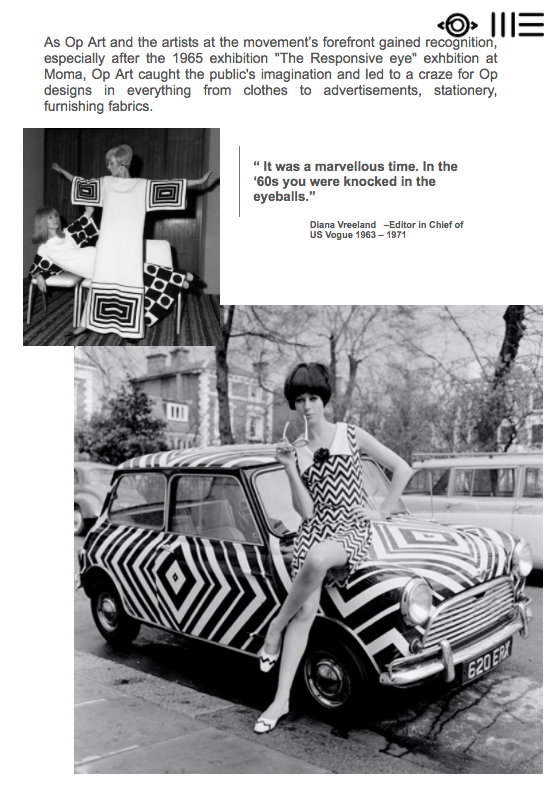 As Op Art and the artists at the movement's forefront gained recognition,
especially after the 1965 exhibition "The Responsive eye" exhbition at
Moma, Op Art caught the public's imagination and led to a craze for Op
designs in everything from clothes to advertisements, stationery,
furnishing fabrics.
“ It was a marvellous time. In the
‘60s you were knocked in the
eyeballs.”
Diana Vreeland –Editor in Chief of
US Vogue 1963 – 1971
620 ERX